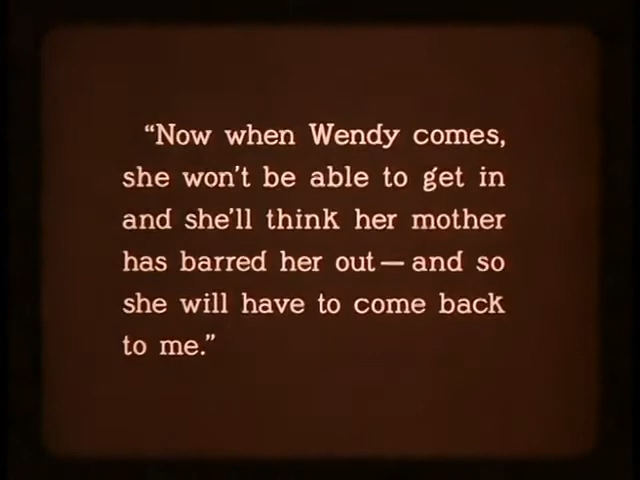 “Now when Wendy comes,
she won't be able to get in
and she'll think her mother
has barred her out — and so
she will have to come back
to me.”